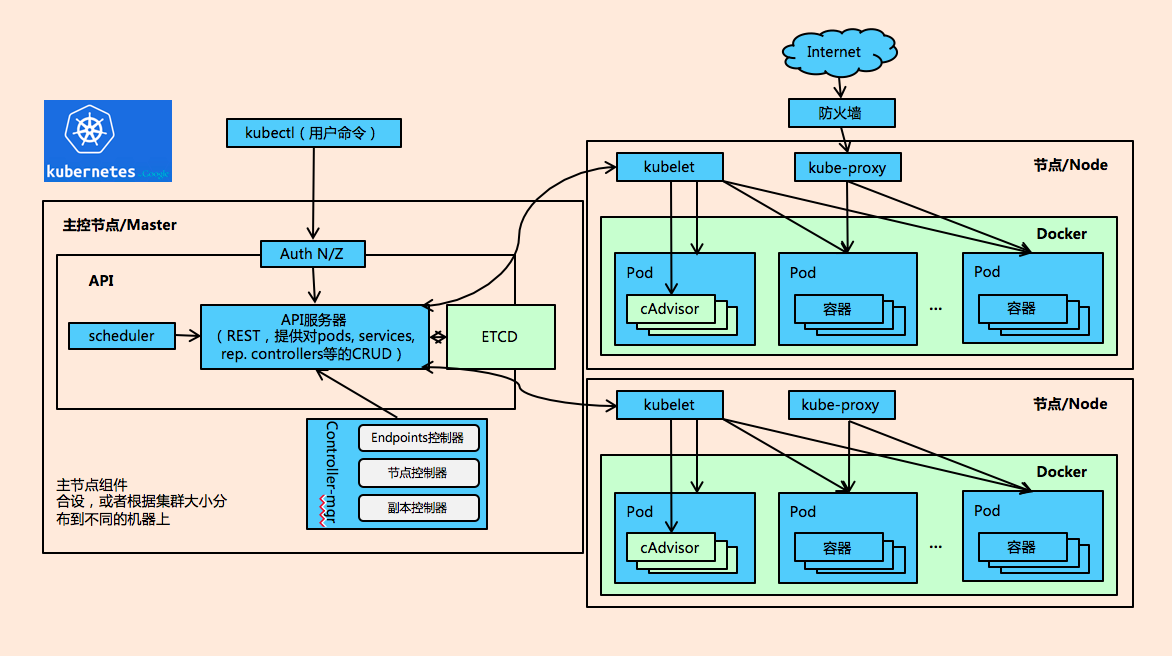 Internet
防火墙
kubernetes
Google
kubectl（用户命令）
主控节点/Master
Auth N/Z
API
scheduler
API服务器
（REST，提供对pods, services,
rep. controllers等的CRUD）
ETCD
Controller-mgr
Endpoints控制器
节点控制器
副本控制器
主节点组件
合设，或者根据集群大小分
布到不同的机器上
kubelet
kube-proxy
节点/Node
Docker
Pod
cAdvisor
Pod
容器
...
Pod
容器
kubelet
kube-proxy
节点/Node
Docker
Pod
cAdvisor
Pod
容器
...
Pod
容器